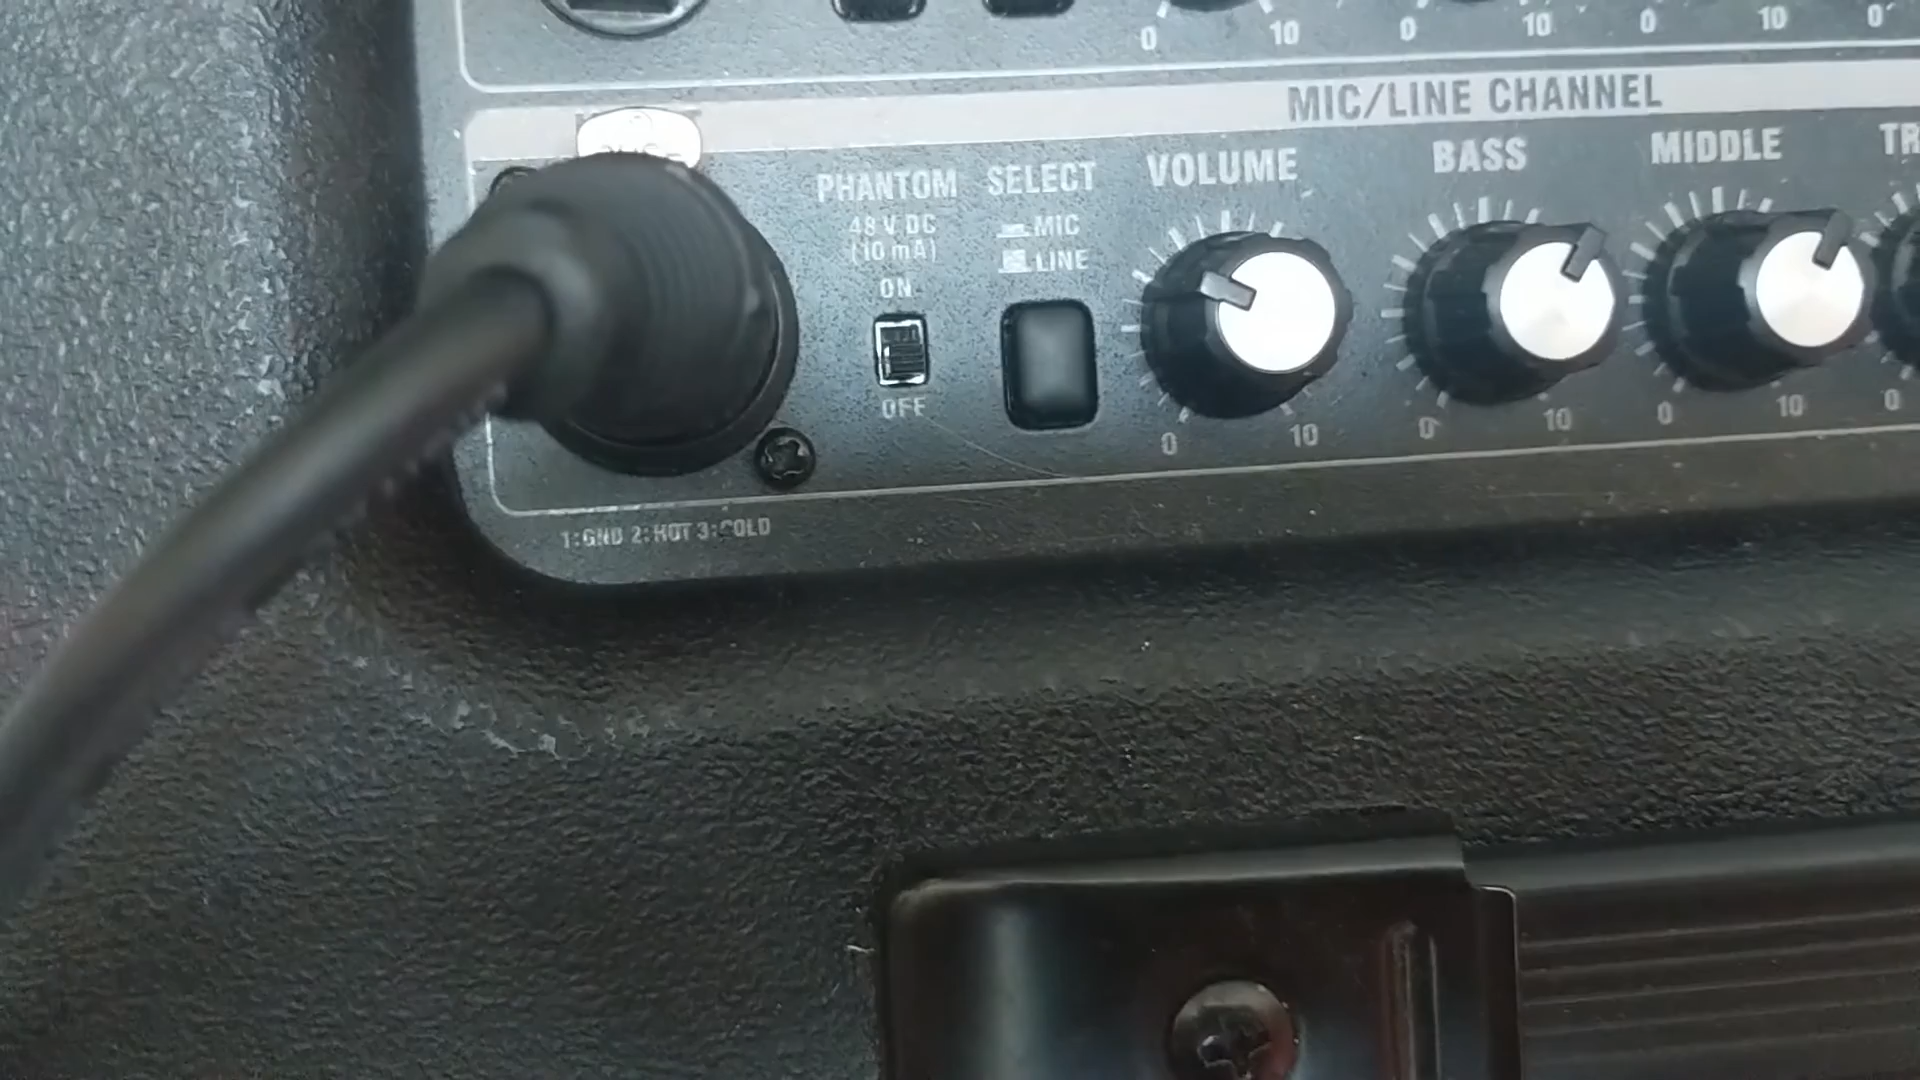 0 10 0 10 0 10 0
MIC/LINE CHANNEL
PHANTOM SELECT VOLUME BASS MIDDLE TR
48 V DC
(10 mA)
MIC
LINE
ON
OFF
0 10 0 10 0 10 0
1:GND 2:HOT 3:COLD